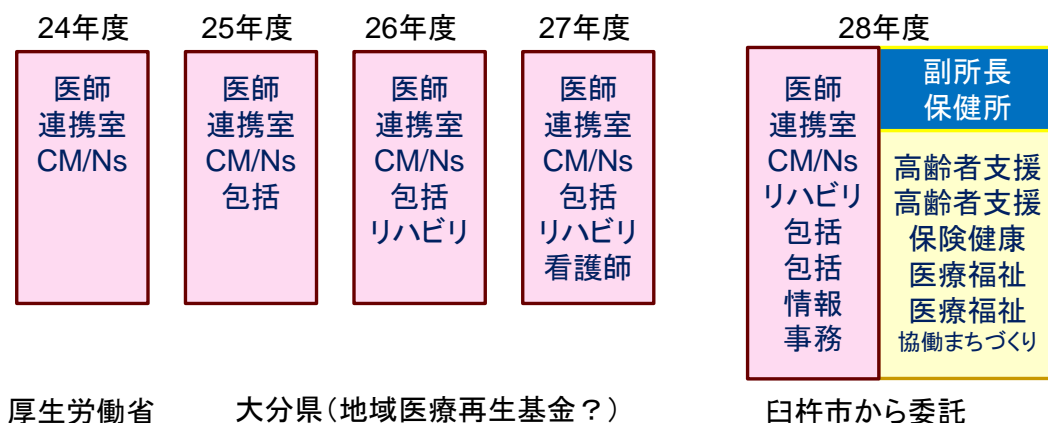 24年度
医師
連携室
CM/Ns
25年度
医師
連携室
CM/Ns
包括
26年度
医師
連携室
CM/Ns
包括
リハビリ
27年度
医師
連携室
CM/Ns
包括
リハビリ
看護師
28年度
医師
連携室
CM/Ns
リハビリ
包括
包括
情報
事務
副所長
保健所
高齢者支援
高齢者支援
保険健康
医療福祉
医療福祉
協働まちづくり
厚生労働省
大分県(地域医療再生基金？)
臼杵市から委託